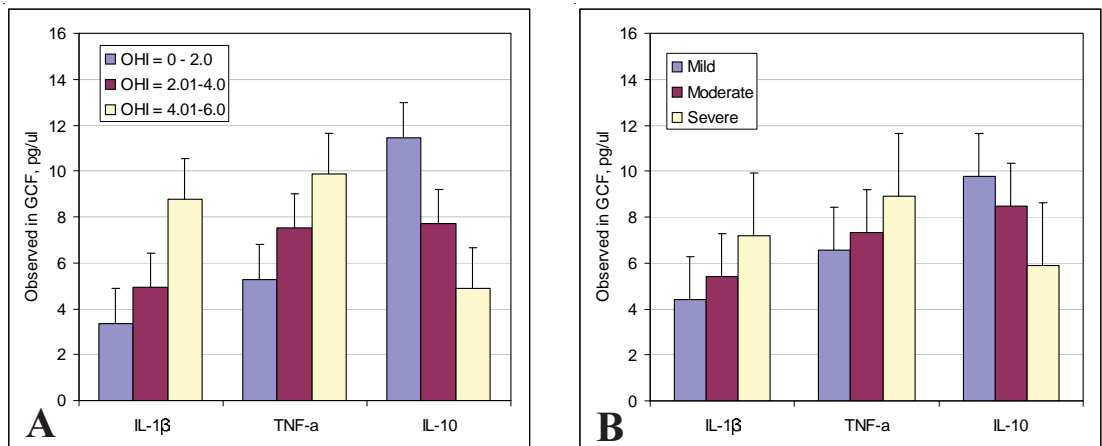 16
14
12
10
8
6
4
2
0
Observed in GCF, pg/ul
OHI = 0 - 2.0
OHI = 2.01-4.0
OHI = 4.01-6.0
IL-1β
TNF-a
IL-10
A
16
14
12
10
8
6
4
2
0
Observed in GCF, pg/ul
Mild
Moderate
Severe
IL-1β
TNF-a
IL-10
B